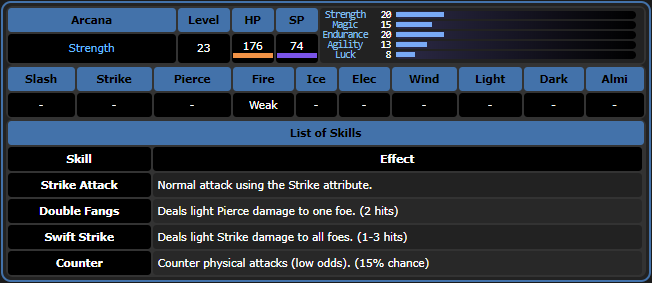 Arcana Level HP SP
Strength 23 176 74
Strength 20
Magic 15
Endurance 20
Agility 13
Luck 8
Slash Strike Pierce Fire Ice Elec Wind Light Dark Almi
- - - Weak - - - - - -
List of Skills
Skill Effect
Strike Attack Normal attack using the Strike attribute.
Double Fangs Deals light Pierce damage to one foe. (2 hits)
Swift Strike Deals light Strike damage to all foes. (1-3 hits)
Counter Counter physical attacks (low odds). (15% chance)